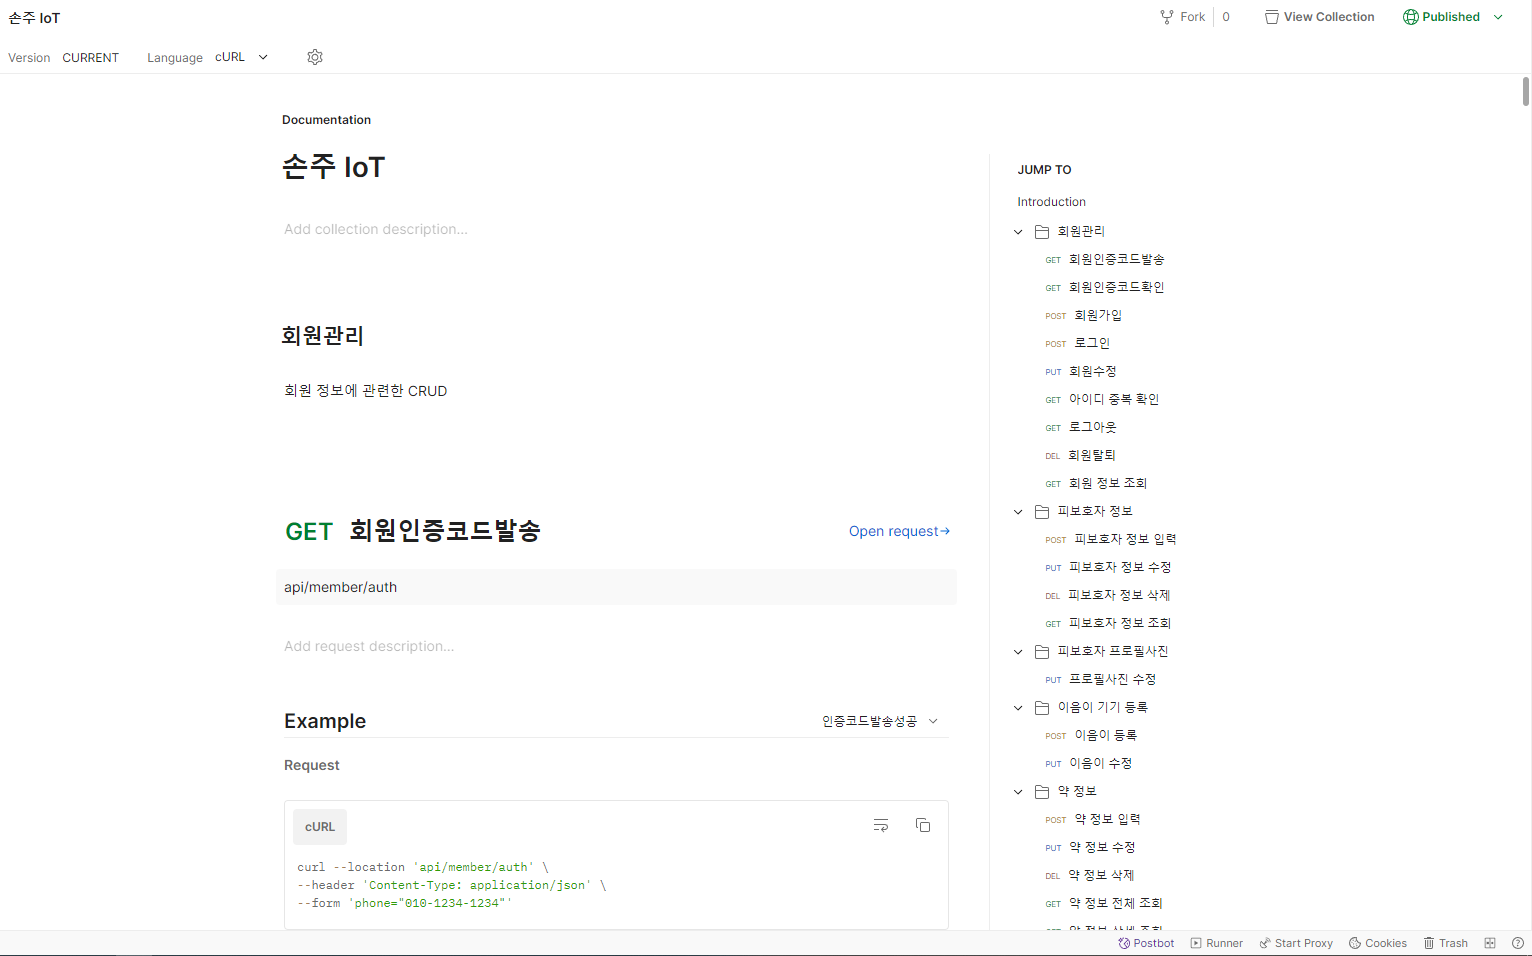 손주 IoT
Fork 0 View Collection Published
Version CURRENT Language cURL
Documentation
손주 IoT
Add collection description...
회원관리
회원 정보에 관련한 CRUD
GET 회원인증코드발송 Open request→
api/member/auth
Add request description...
Example 인증코드발송성공
Request
cURL
curl --location 'api/member/auth' \
--header 'Content-Type: application/json' \
--form 'phone="010-1234-1234"'
JUMP TO
Introduction
회원관리
GET 회원인증코드발송
GET 회원인증코드확인
POST 회원가입
POST 로그인
PUT 회원수정
GET 아이디 중복 확인
GET 로그아웃
DEL 회원탈퇴
GET 회원 정보 조회
피보호자 정보
POST 피보호자 정보 입력
PUT 피보호자 정보 수정
DEL 피보호자 정보 삭제
GET 피보호자 정보 조회
피보호자 프로필사진
PUT 프로필사진 수정
이음이 기기 등록
POST 이음이 등록
PUT 이음이 수정
약 정보
POST 약 정보 입력
PUT 약 정보 수정
DEL 약 정보 삭제
GET 약 정보 전체 조회
Postbot Runner Start Proxy Cookies Trash